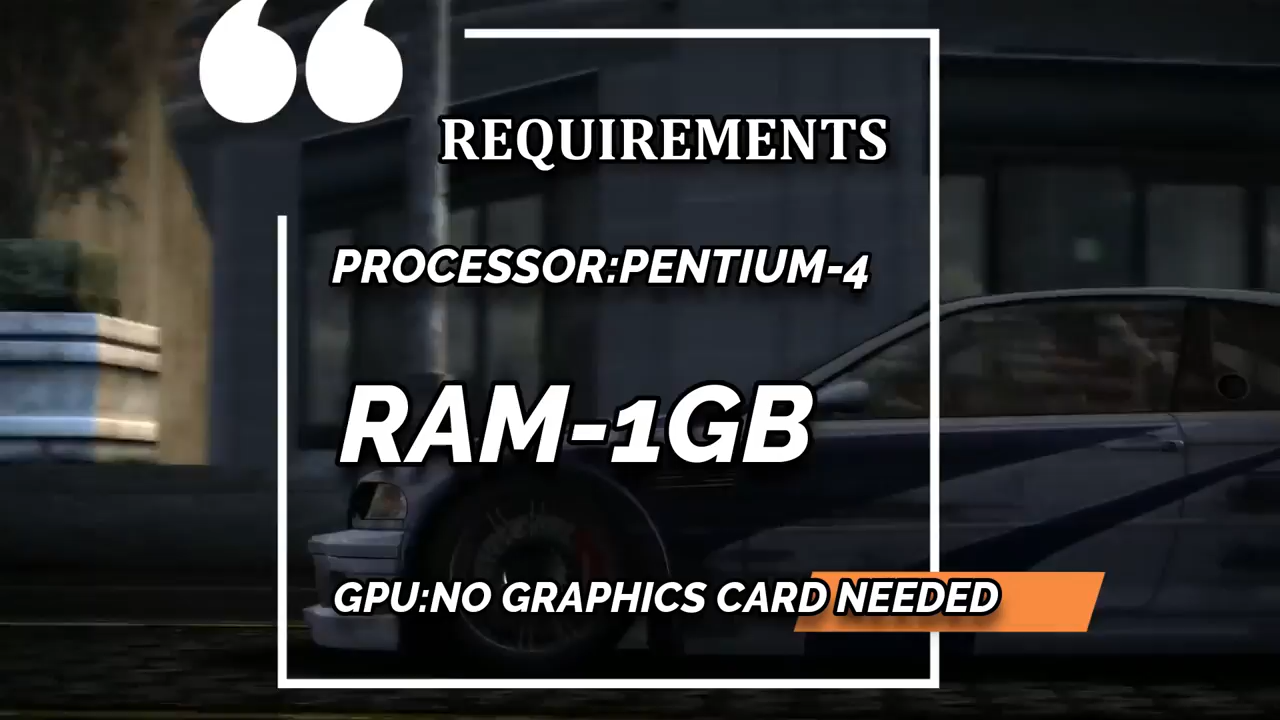 REQUIREMENTS
PROCESSOR:PENTIUM-4
RAM-1GB
GPU:NO GRAPHICS CARD NEEDED